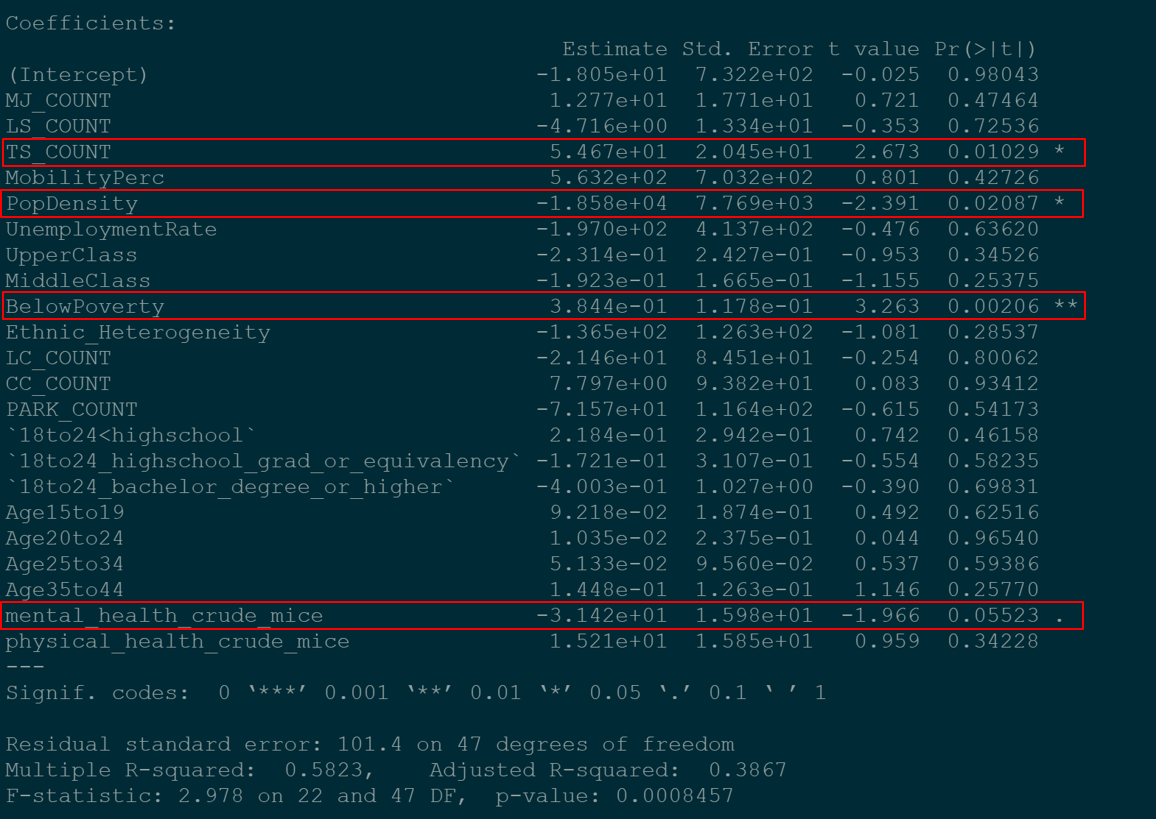 Coefficients:
Estimate Std. Error t value Pr(>|t|)
(Intercept) -1.805e+01 7.322e+02 -0.025 0.98043
MJ_COUNT 1.277e+01 1.771e+01 0.721 0.47464
LS_COUNT -4.716e+00 1.334e+01 -0.353 0.72536
TS_COUNT 5.467e+01 2.045e+01 2.673 0.01029 *
MobilityPerc 5.632e+02 7.032e+02 0.801 0.42726
PopDensity -1.858e+04 7.769e+03 -2.391 0.02087 *
UnemploymentRate -1.970e+02 4.137e+02 -0.476 0.63620
UpperClass -2.314e-01 2.427e-01 -0.953 0.34526
MiddleClass -1.923e-01 1.665e-01 -1.155 0.25375
BelowPoverty 3.844e-01 1.178e-01 3.263 0.00206 **
Ethnic_Heterogeneity -1.365e+02 1.263e+02 -1.081 0.28537
LC_COUNT -2.146e+01 8.451e+01 -0.254 0.80062
CC_COUNT 7.797e+00 9.382e+01 0.083 0.93412
PARK_COUNT -7.157e+01 1.164e+02 -0.615 0.54173
`18to24<highschool` 2.184e-01 2.942e-01 0.742 0.46158
`18to24_highschool_grad_or_equivalency` -1.721e-01 3.107e-01 -0.554 0.58235
`18to24_bachelor_degree_or_higher` -4.003e-01 1.027e+00 -0.390 0.69831
Age15to19 9.218e-02 1.874e-01 0.492 0.62516
Age20to24 1.035e-02 2.375e-01 0.044 0.96540
Age25to34 5.133e-02 9.560e-02 0.537 0.59386
Age35to44 1.448e-01 1.263e-01 1.146 0.25770
mental_health_crude_mice -3.142e+01 1.598e+01 -1.966 0.05523 .
physical_health_crude_mice 1.521e+01 1.585e+01 0.959 0.34228
---
Signif. codes: 0 ‘***’ 0.001 ‘**’ 0.01 ‘*’ 0.05 ‘.’ 0.1 ‘ ’ 1
Residual standard error: 101.4 on 47 degrees of freedom
Multiple R-squared: 0.5823, Adjusted R-squared: 0.3867
F-statistic: 2.978 on 22 and 47 DF, p-value: 0.0008457